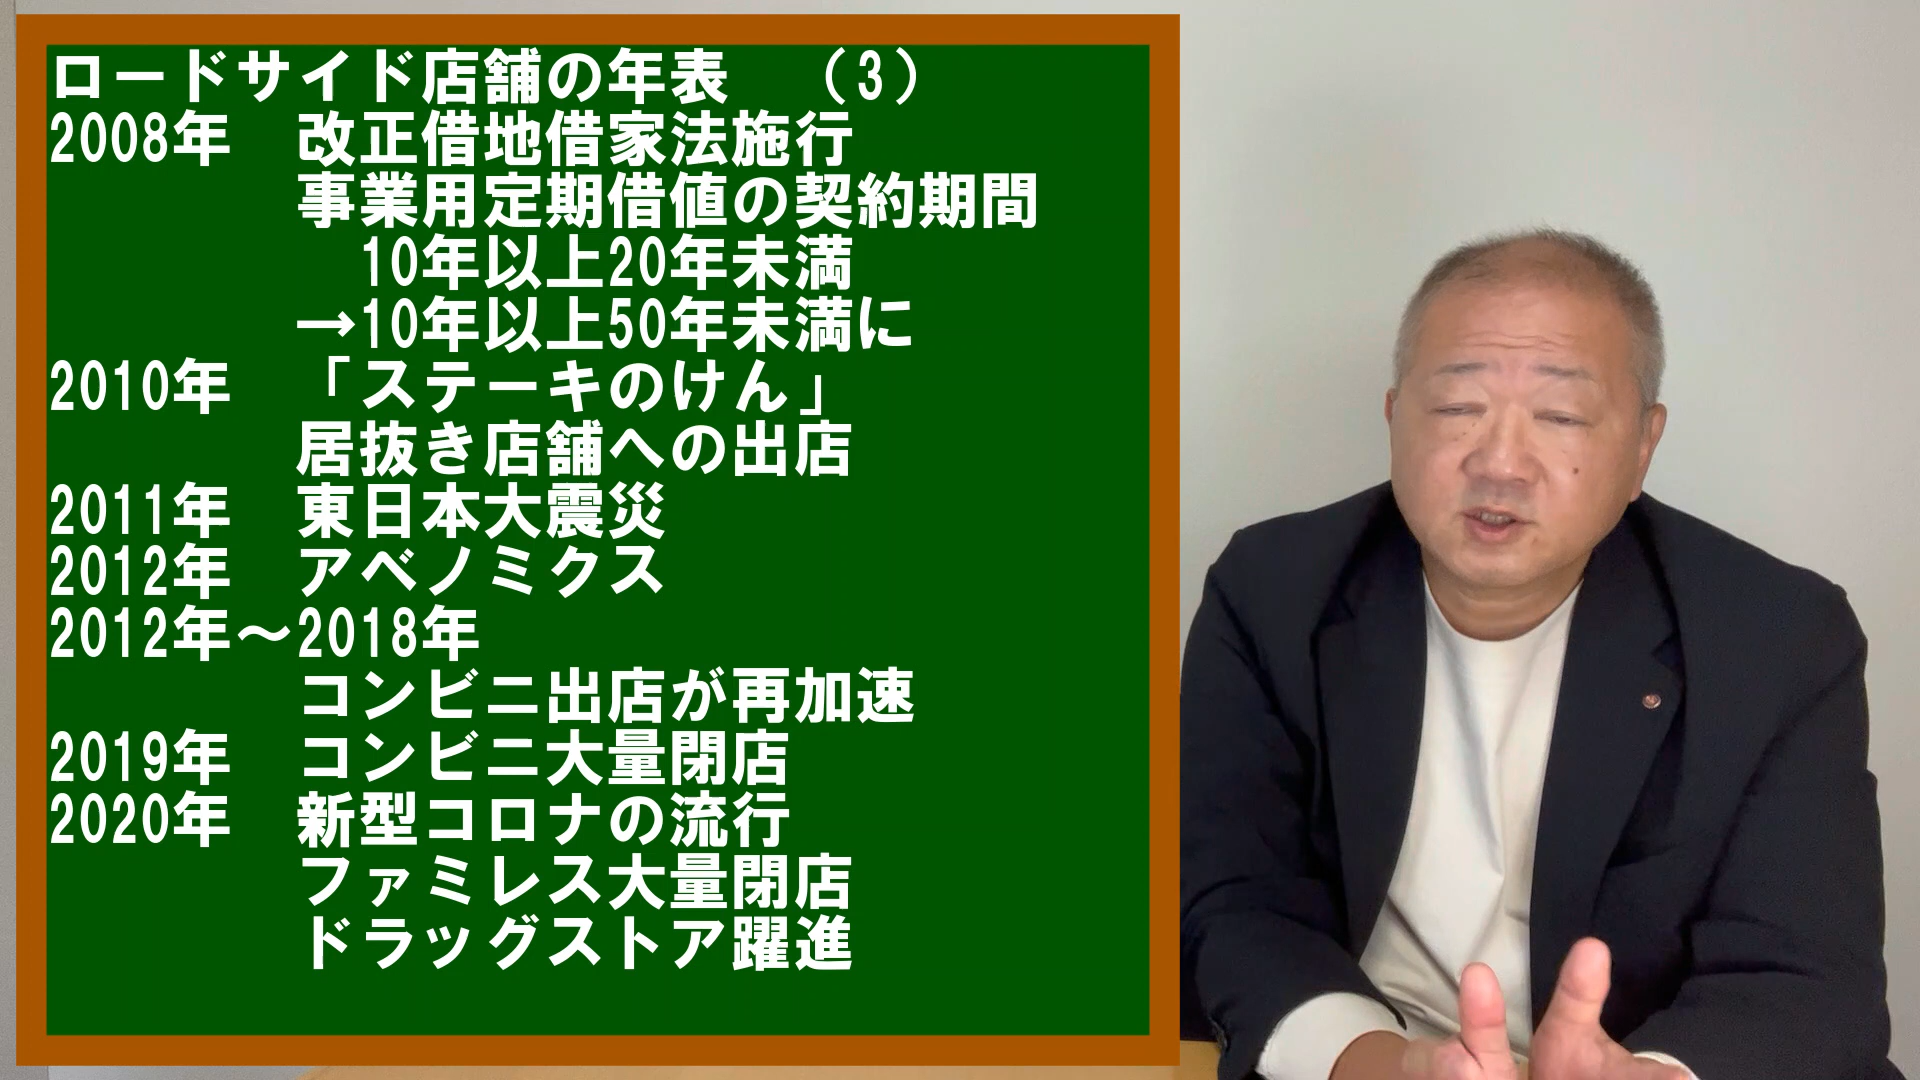 ロードサイド店舗の年表　（3）
2008年　改正借地借家法施行
事業用定期借値の契約期間
10年以上20年未満
→10年以上50年未満に
2010年　「ステーキのけん」
居抜き店舗への出店
2011年　東日本大震災
2012年　アベノミクス
2012年～2018年
コンビニ出店が再加速
2019年　コンビニ大量閉店
2020年　新型コロナの流行
ファミレス大量閉店
ドラッグストア躍進